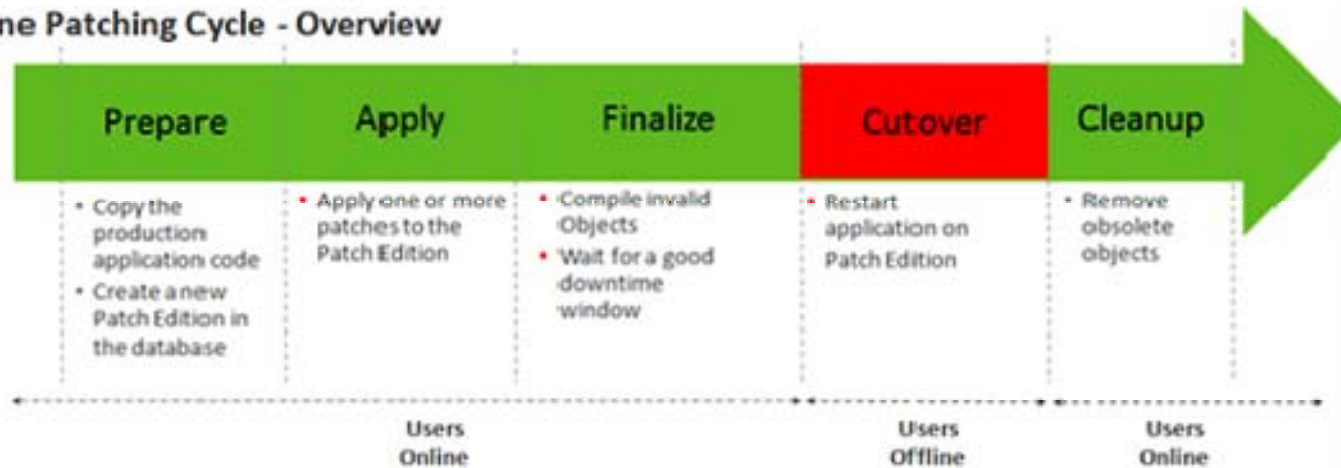 ne Patching Cycle - Overview
Prepare
Apply
Finalize
Cutover
Cleanup
• Copy the
production
application code
• Create a new
Patch Edition in
the database
• Apply one or more
patches to the
Patch Edition
• Compile invalid
Objects
• Wait for a good
downtime
window
• Restart
application on
Patch Edition
• Remove
obsolete
objects
Users
Online
Users
Offline
Users
Online